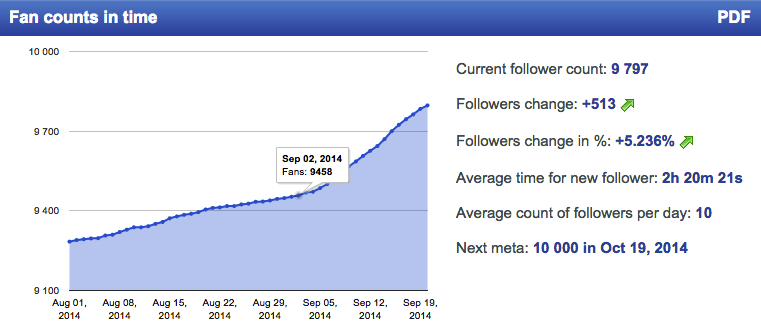 Fan counts in time
PDF
10 000
9 700
9 400
9 100
Sep 02, 2014
Fans: 9458
Aug 01,
2014
Aug 08,
2014
Aug 15,
2014
Aug 22,
2014
Aug 29,
2014
Sep 05,
2014
Sep 12,
2014
Sep 19,
2014
Current follower count: 9 797
Followers change: +513
Followers change in %: +5.236%
Average time for new follower: 2h 20m 21s
Average count of followers per day: 10
Next meta: 10 000 in Oct 19, 2014